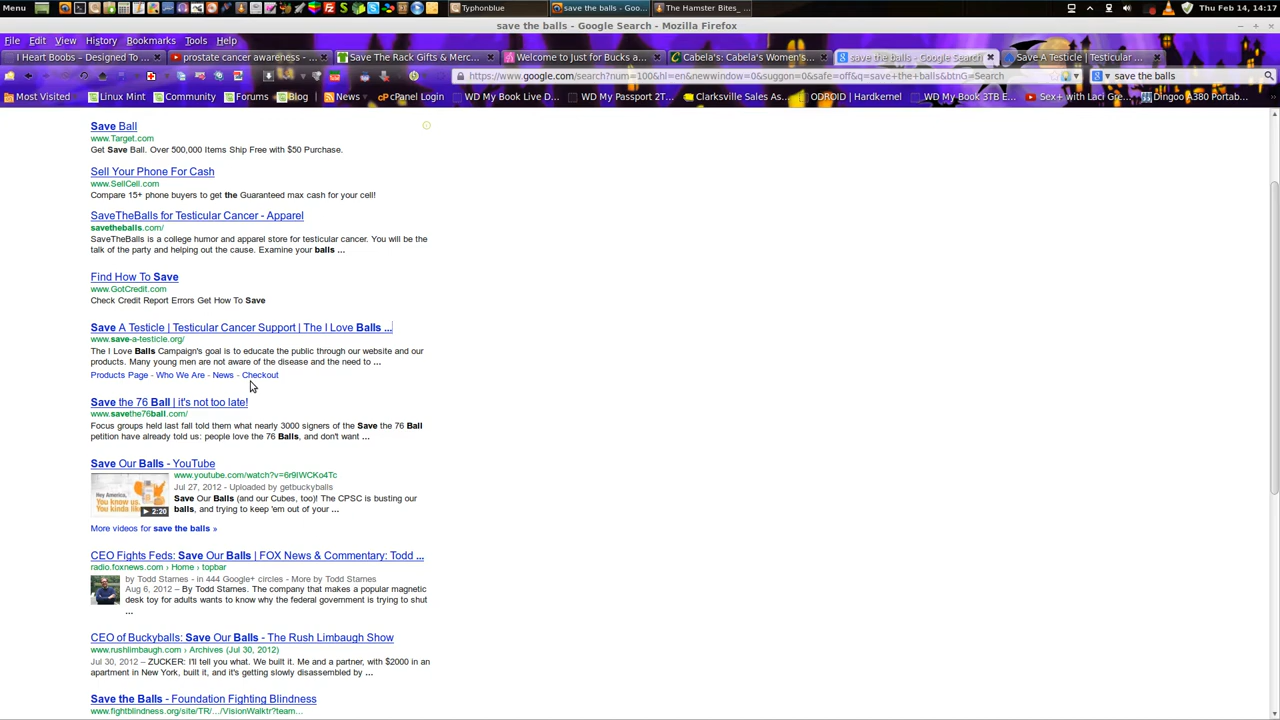 Menu
Typhonblue
save the balls - Goo...
The Hamster Bites_ ...
Thu Feb 14, 14:17
save the balls - Google Search - Mozilla Firefox
File Edit View History Bookmarks Tools Help
I Heart Boobs – Designed To ...
prostate cancer awareness - ...
Save The Rack Gifts & Merc...
Welcome to Just for Bucks a...
Cabela's: Cabela's Women's...
save the balls - Google Search
Save A Testicle | Testicular ...
https://www.google.com/search?num=100&hl=en&newwindow=0&suggon=0&safe=off&q=save+the+balls&btnG=Search
save the balls
Most Visited
Linux Mint
Community
Forums
Blog
News
cPanel Login
WD My Book Live D...
WD My Passport 2T...
Clarksville Sales As...
ODROID | Hardkernel
WD My Book 3TB E...
Sex+ with Laci Gre...
Dingoo A380 Portab...
Save Ball
www.Target.com
Get Save Ball. Over 500,000 Items Ship Free with $50 Purchase.
Sell Your Phone For Cash
www.SellCell.com
Compare 15+ phone buyers to get the Guaranteed max cash for your cell!
SaveTheBalls for Testicular Cancer - Apparel
savetheballs.com/
SaveTheBalls is a college humor and apparel store for testicular cancer. You will be the
talk of the party and helping out the cause. Examine your balls ...
Find How To Save
www.GotCredit.com
Check Credit Report Errors Get How To Save
Save A Testicle | Testicular Cancer Support | The I Love Balls ...
www.save-a-testicle.org/
The I Love Balls Campaign's goal is to educate the public through our website and our
products. Many young men are not aware of the disease and the need to ...
Products Page - Who We Are - News - Checkout
Save the 76 Ball | it's not too late!
www.savethe76ball.com/
Focus groups held last fall told them what nearly 3000 signers of the Save the 76 Ball
petition have already told us: people love the 76 Balls, and don't want ...
Save Our Balls - YouTube
www.youtube.com/watch?v=6r9IWCKo4Tc
Jul 27, 2012 - Uploaded by getbuckyballs
Hey America,
You know us.
You kinda
2:20
Save Our Balls (and our Cubes, too)! The CPSC is busting our
balls, and trying to keep 'em out of your ...
More videos for save the balls »
CEO Fights Feds: Save Our Balls | FOX News & Commentary: Todd ...
radio.foxnews.com › Home › topbar
by Todd Starnes - in 444 Google+ circles - More by Todd Starnes
Aug 6, 2012 – By Todd Starnes. The company that makes a popular magnetic
desk toy for adults wants to know why the federal government is trying to shut
...
CEO of Buckyballs: Save Our Balls - The Rush Limbaugh Show
www.rushlimbaugh.com › Archives (Jul 30, 2012)
Jul 30, 2012 – ZUCKER: I'll tell you what. We built it. Me and a partner, with $2000 in an
apartment in New York, built it, and it's getting slowly disassembled by ...
Save the Balls - Foundation Fighting Blindness
www.fightblindness.org/site/TR/.../VisionWalktr?team...